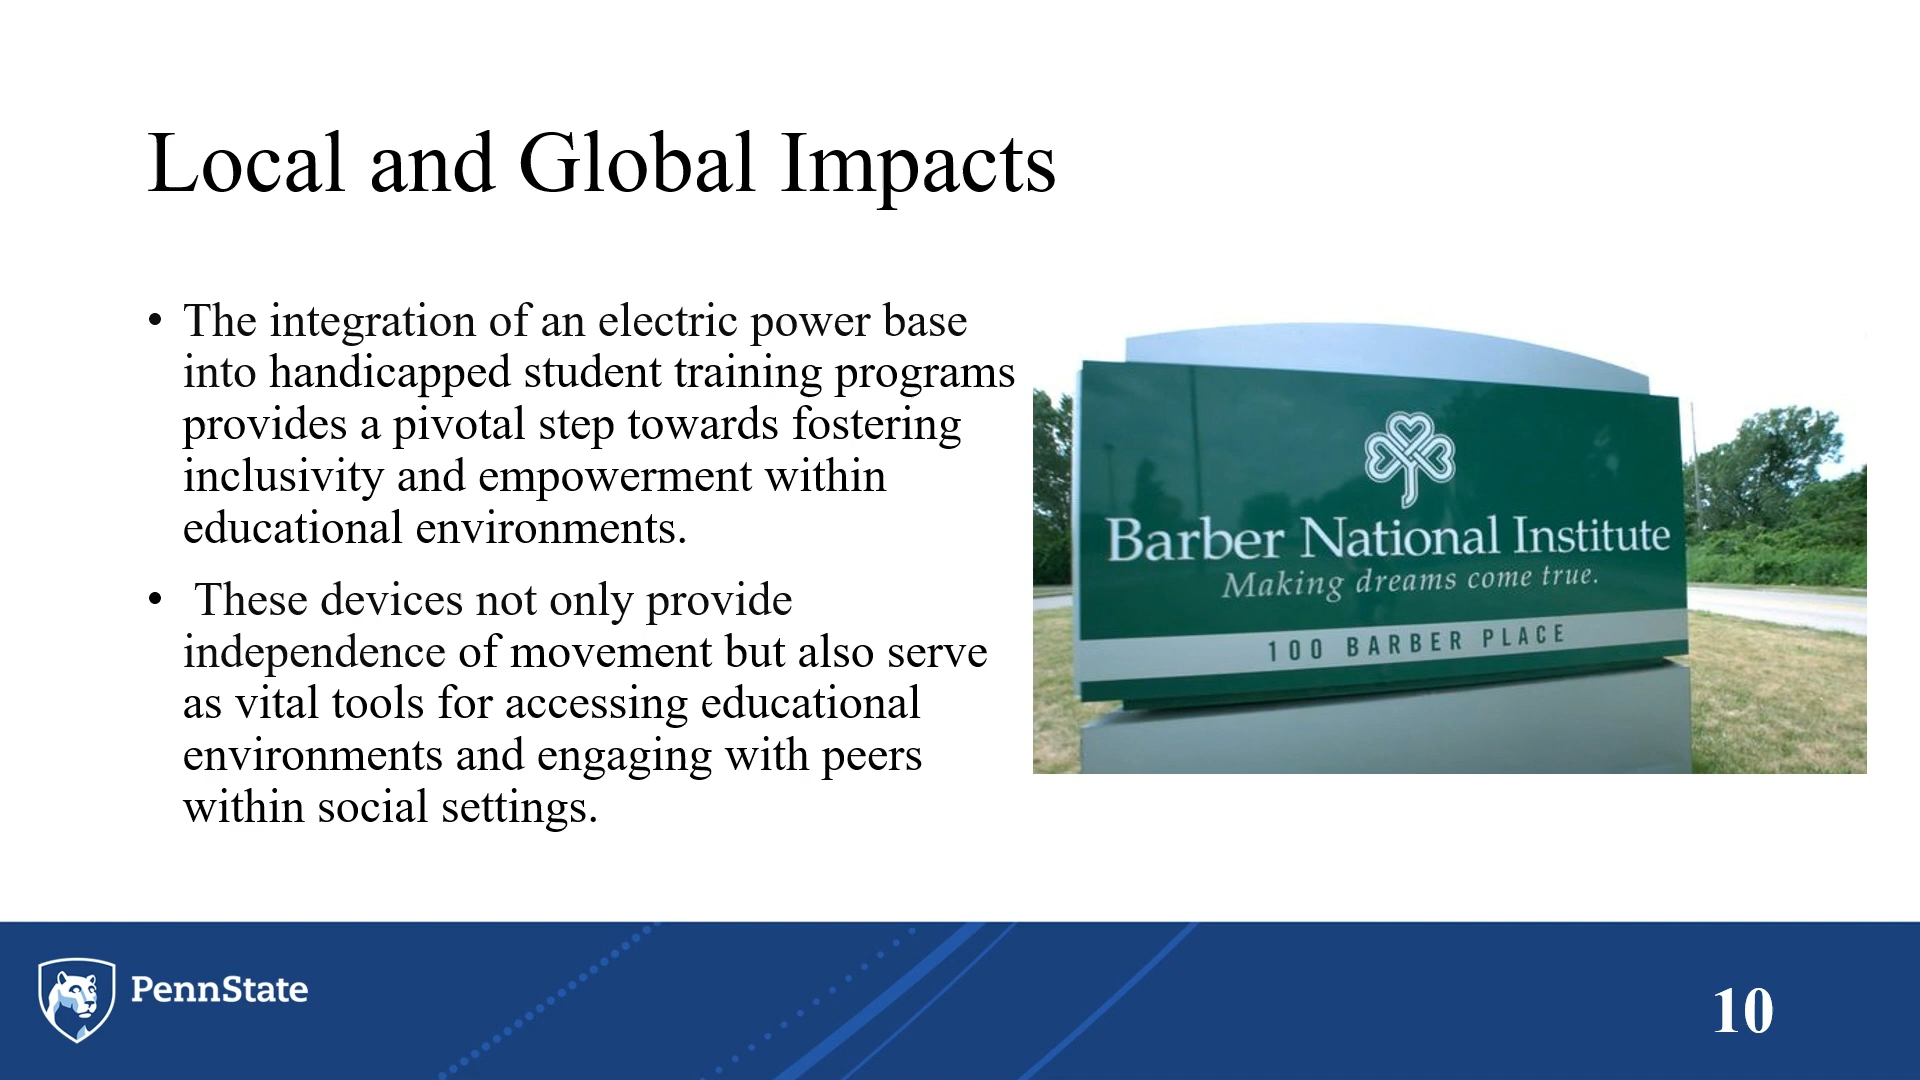 Local and Global Impacts
• The integration of an electric power base
into handicapped student training programs
provides a pivotal step towards fostering
inclusivity and empowerment within
educational environments.
• These devices not only provide
independence of movement but also serve
as vital tools for accessing educational
environments and engaging with peers
within social settings.
Barber National Institute
Making dreams come true.
100 BARBER PLACE
PennState
10